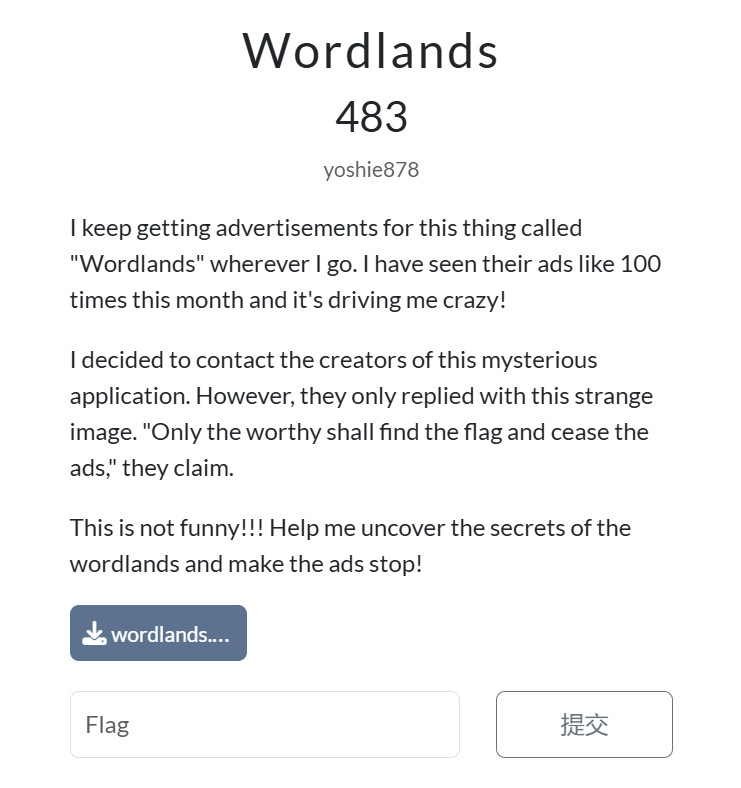 Wordlands
483
yoshie878
I keep getting advertisements for this thing called
"Wordlands" wherever I go. I have seen their ads like 100
times this month and it's driving me crazy!
I decided to contact the creators of this mysterious
application. However, they only replied with this strange
image. "Only the worthy shall find the flag and cease the
ads," they claim.
This is not funny!!! Help me uncover the secrets of the
wordlands and make the ads stop!
wordlands....
Flag
提交